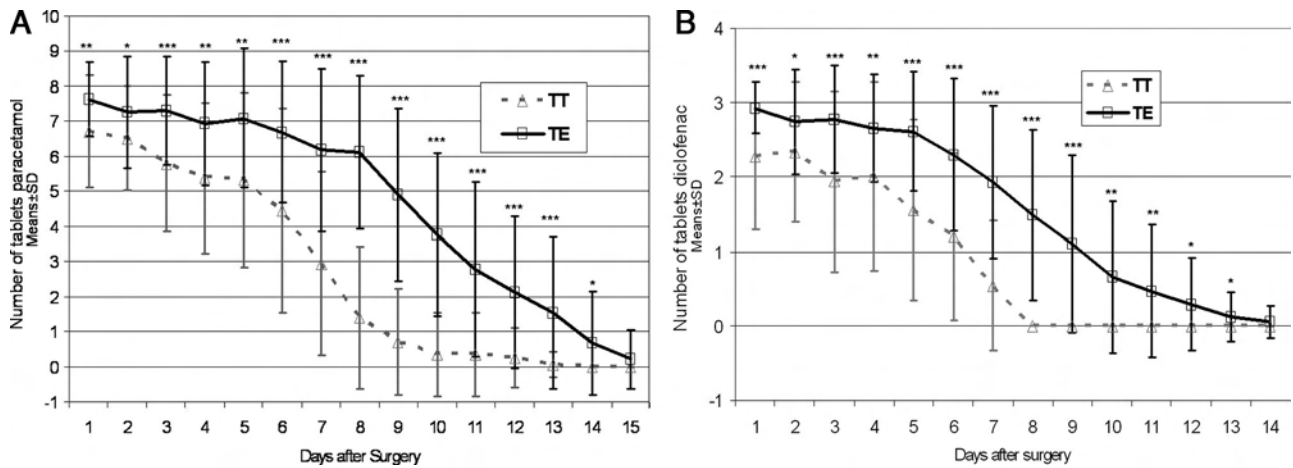 A
Number of tablets paracetamol
Means±SD
10
9
8
7
6
5
4
3
2
1
0
-1
** * *** ** ** *** *** *** *** *** *** *** *** *
TT
TE
1 2 3 4 5 6 7 8 9 10 11 12 13 14 15
Days after Surgery
B
Number of tablets diclofenac
Means±SD
4
3
2
1
0
-1
*** * *** ** *** *** *** *** *** ** ** * *
TT
TE
1 2 3 4 5 6 7 8 9 10 11 12 13 14
Days after surgery